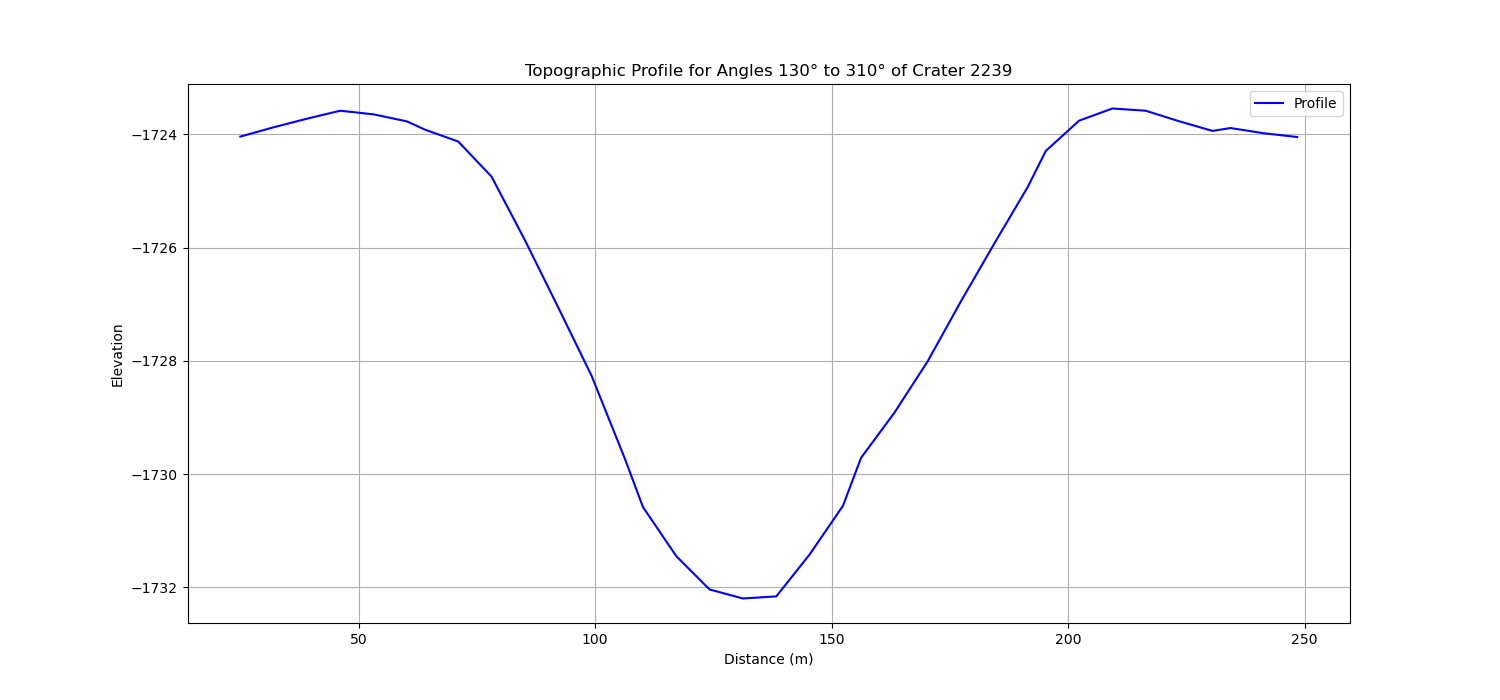 Topographic Profile for Angles 130° to 310° of Crater 2239
Profile
−1724
−1726
−1728
−1730
−1732
Elevation
50
100
150
200
250
Distance (m)